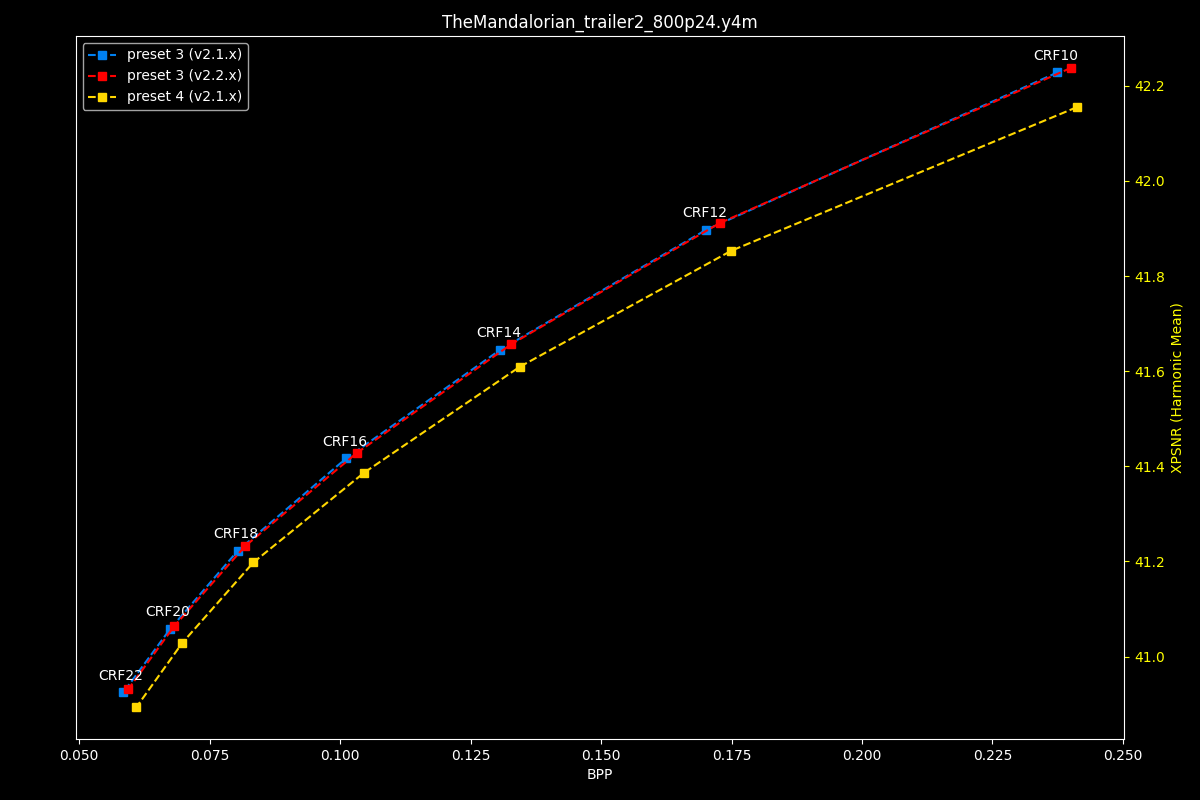 TheMandalorian_trailer2_800p24.y4m
preset 3 (v2.1.x)
preset 3 (v2.2.x)
preset 4 (v2.1.x)
CRF10
42.2
42.0
CRF12
41.8
CRF14
41.6
XPSNR (Harmonic Mean)
CRF16
41.4
CRF18
41.2
CRF20
41.0
CRF22
0.050 0.075 0.100 0.125 0.150 0.175 0.200 0.225 0.250
BPP